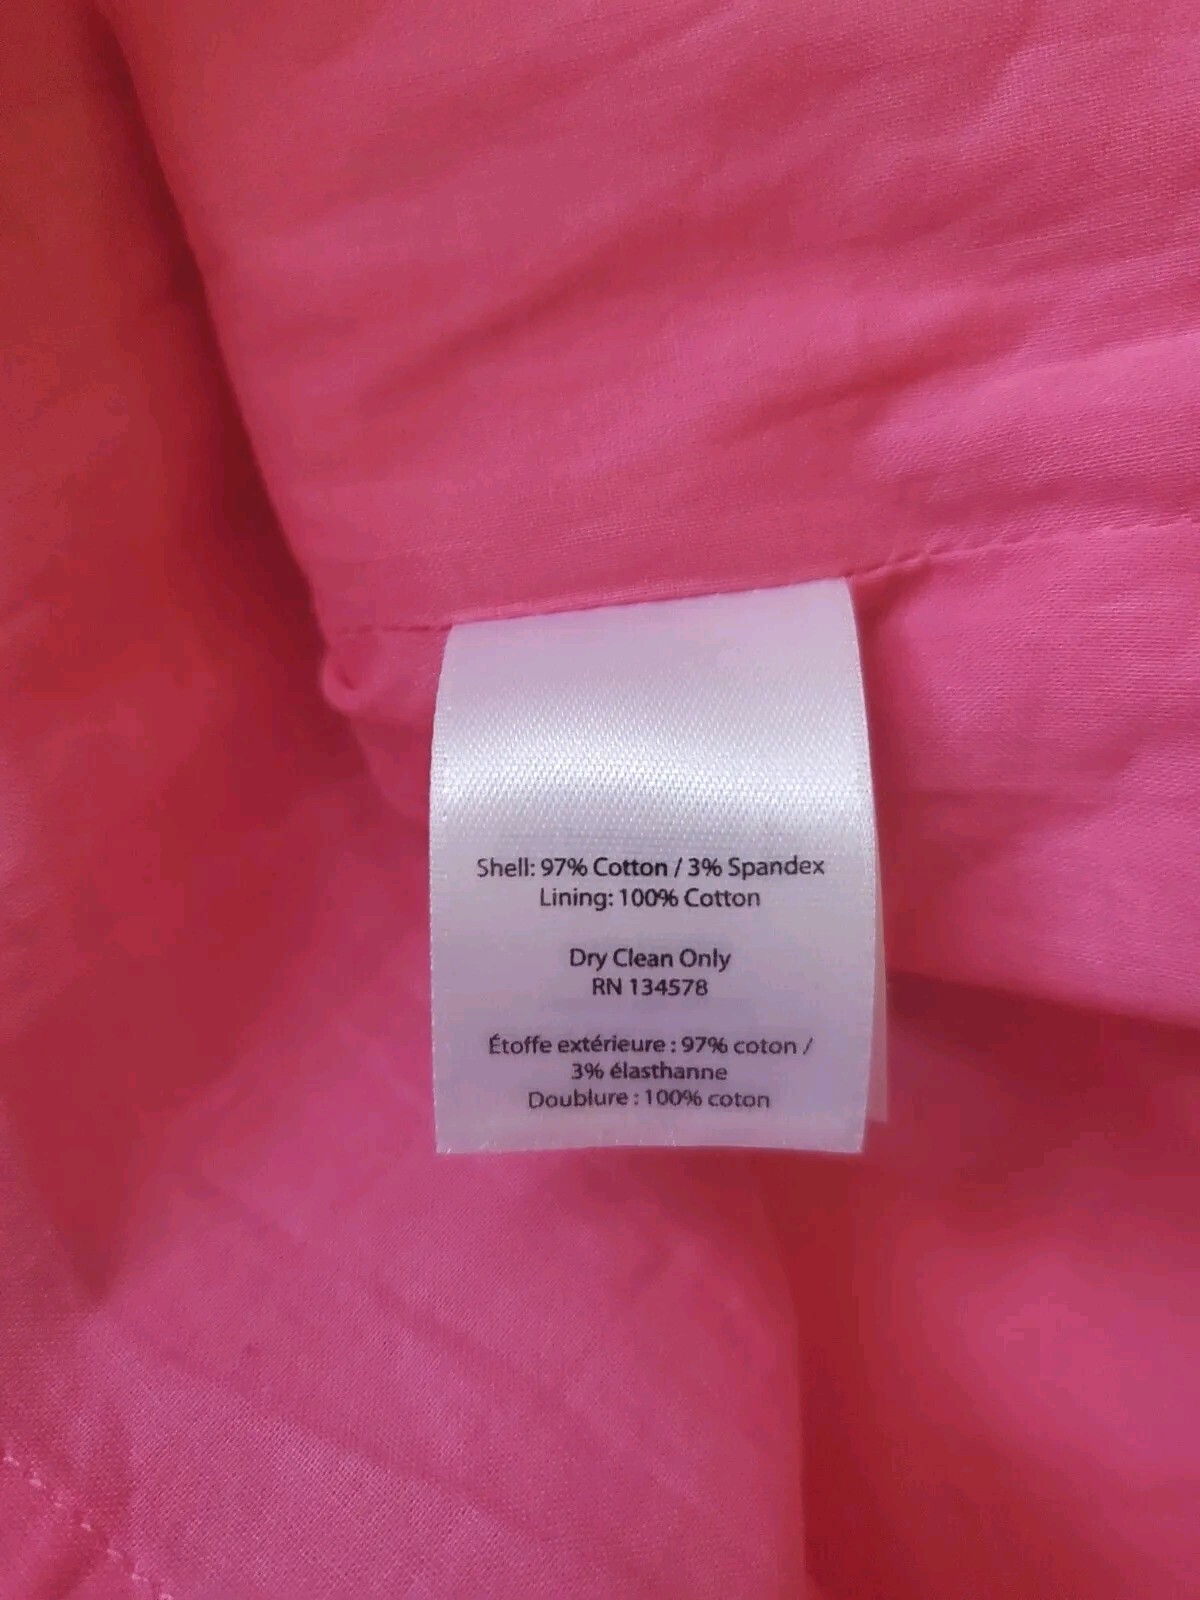 Shell: 97% Cotton / 3% Spandex
Lining: 100% Cotton
Dry Clean Only
RN 134578
Étoffe extérieure : 97% coton /
3% élasthanne
Doublure : 100% coton